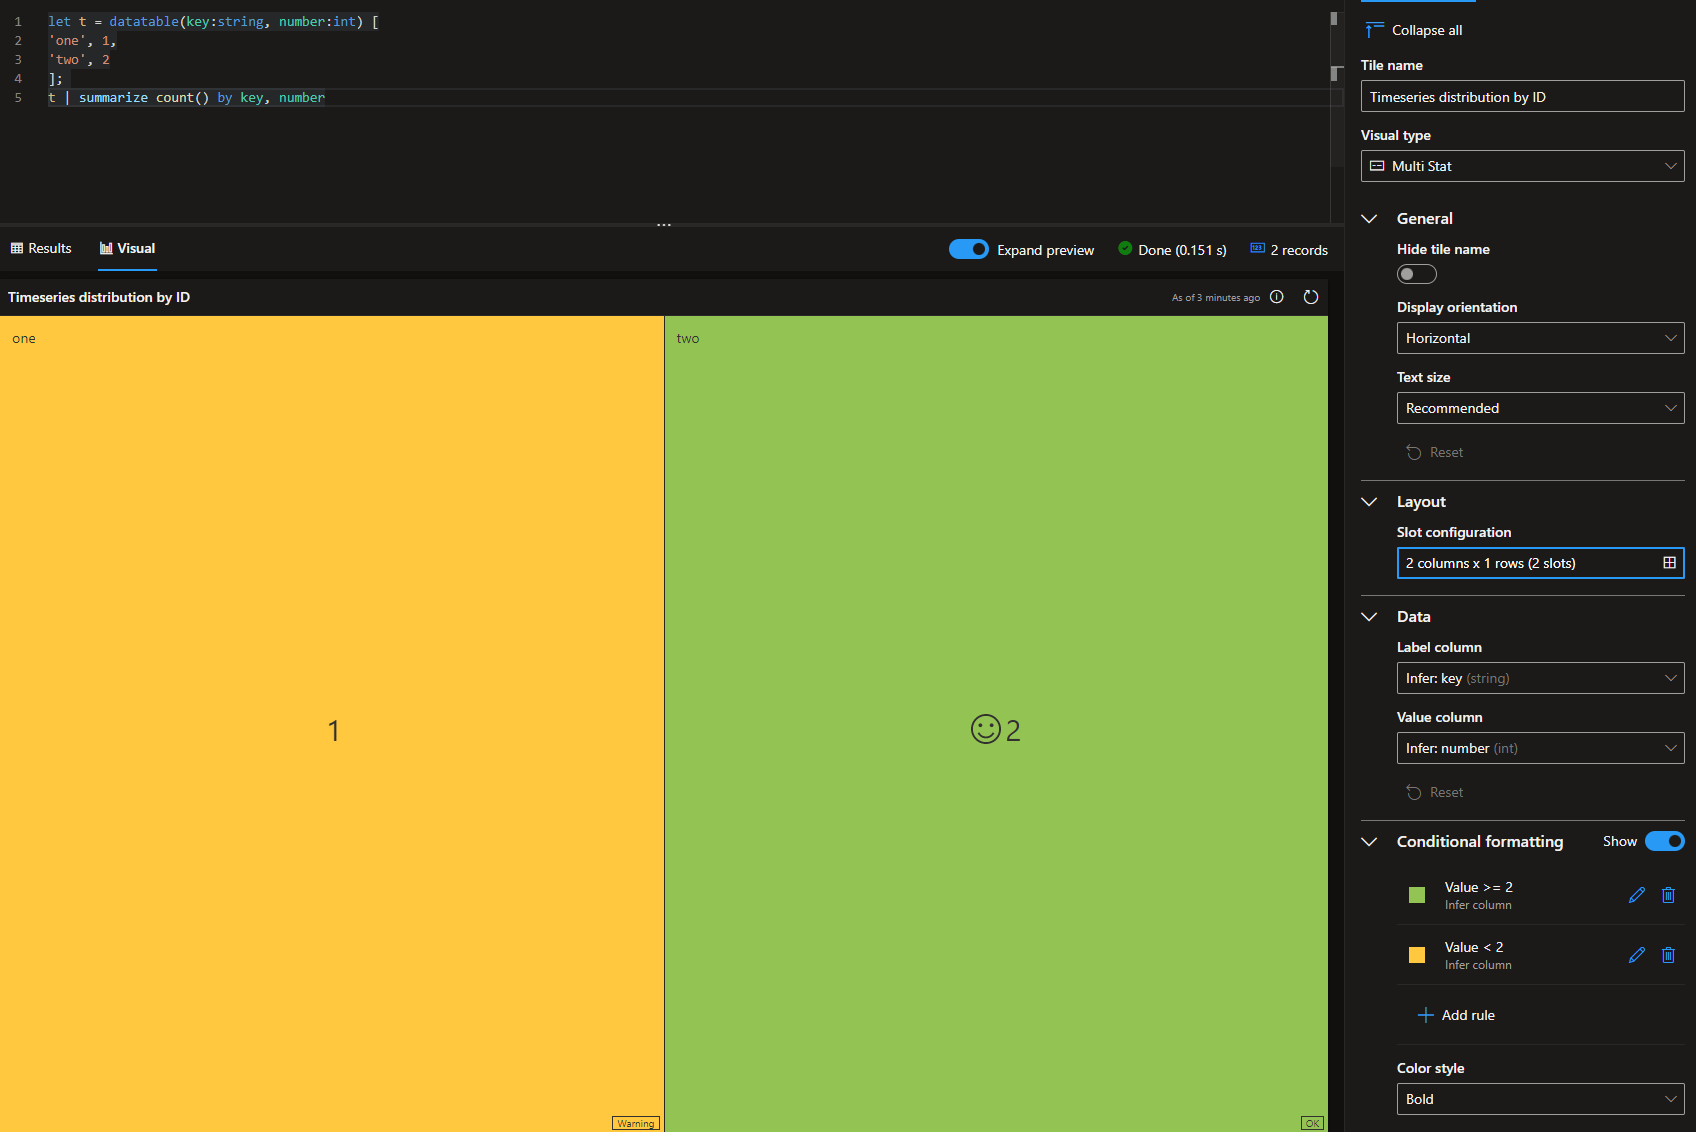 1 let t = datatable(key:string, number:int) [
2 'one', 1,
3 'two', 2
4 ];
5 t | summarize count() by key, number
Results Visual Expand preview Done (0.151 s) 2 records
Timeseries distribution by ID As of 3 minutes ago
one
1
Warning
two
2
OK
Collapse all
Tile name
Timeseries distribution by ID
Visual type
Multi Stat
General
Hide tile name
Display orientation
Horizontal
Text size
Recommended
Reset
Layout
Slot configuration
2 columns x 1 rows (2 slots)
Data
Label column
Infer: key (string)
Value column
Infer: number (int)
Reset
Conditional formatting Show
Value >= 2
Infer column
Value < 2
Infer column
Add rule
Color style
Bold